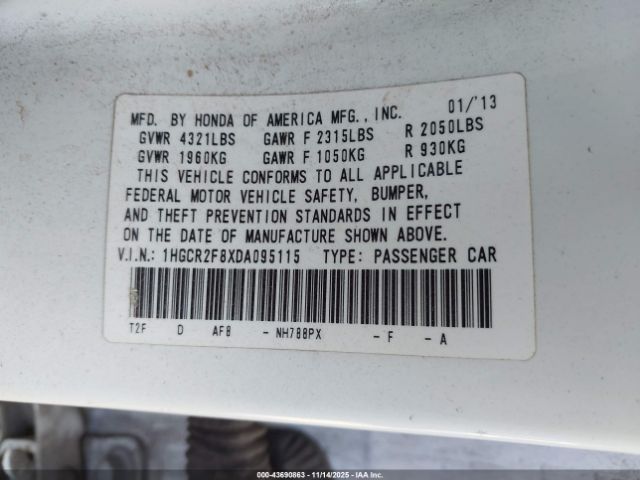 MFD. BY HONDA OF AMERICA MFG., INC. 01/'13
GVWR 4321LBS GAWR F 2315LBS R 2050LBS
GVWR 1960KG GAWR F 1050KG R 930KG
THIS VEHICLE CONFORMS TO ALL APPLICABLE
FEDERAL MOTOR VEHICLE SAFETY, BUMPER,
AND THEFT PREVENTION STANDARDS IN EFFECT
ON THE DATE OF MANUFACTURE SHOWN ABOVE.
V.I.N.: 1HGCR2F8XDA095115 TYPE: PASSENGER CAR
T2F D AF8 - NH788PX - F - A
000-43690863 | 11/14/2025 | IAA Inc.